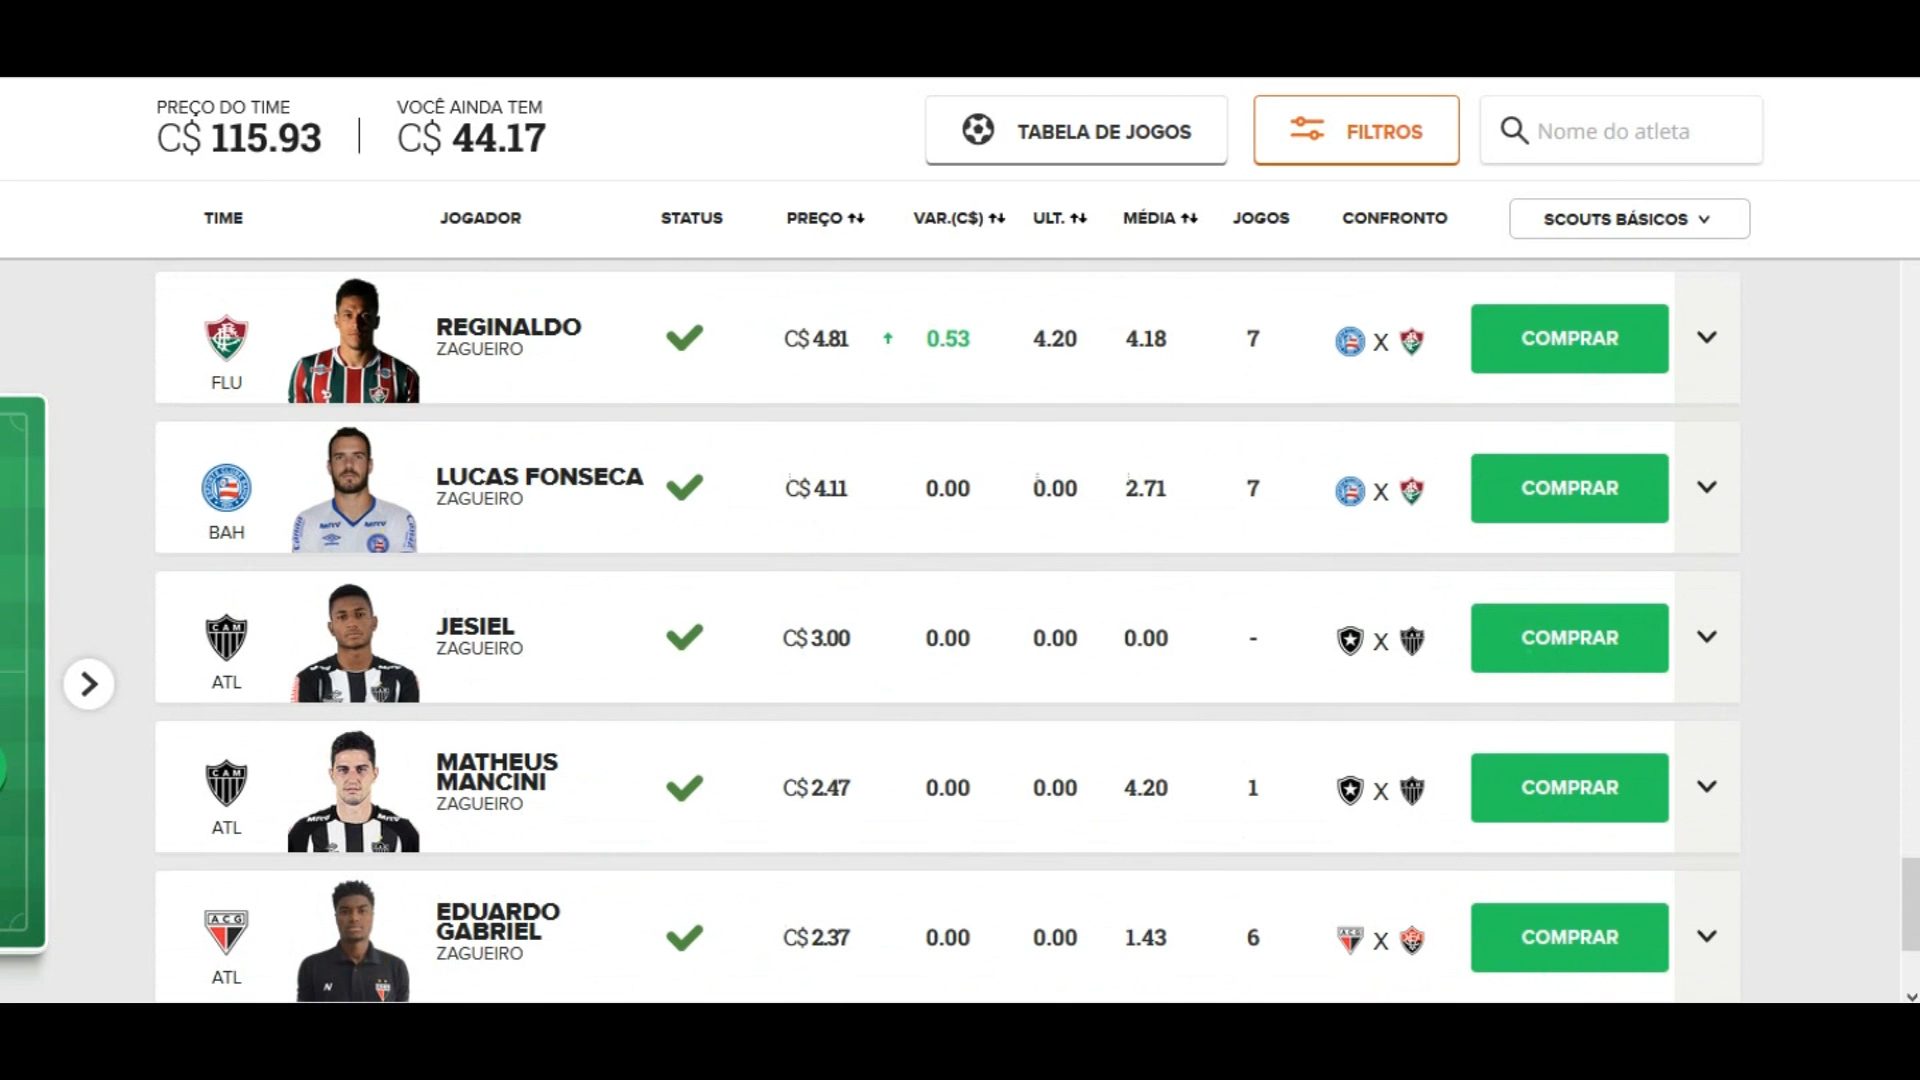 PREÇO DO TIME
C$ 115.93
VOCÊ AINDA TEM
C$ 44.17
TABELA DE JOGOS
FILTROS
Nome do atleta
TIME JOGADOR STATUS PREÇO VAR.(C$) ULT. MÉDIA JOGOS CONFRONTO SCOUTS BÁSICOS
FLU
REGINALDO
ZAGUEIRO
C$ 4.81 0.53 4.20 4.18 7 X COMPRAR
BAH
LUCAS FONSECA
ZAGUEIRO
C$ 4.11 0.00 0.00 2.71 7 X COMPRAR
CAM
ATL
JESIEL
ZAGUEIRO
C$ 3.00 0.00 0.00 0.00 - X COMPRAR
CAM
ATL
MATHEUS
MANCINI
ZAGUEIRO
C$ 2.47 0.00 0.00 4.20 1 X COMPRAR
ACG
ATL
EDUARDO
GABRIEL
ZAGUEIRO
C$ 2.37 0.00 0.00 1.43 6 X COMPRAR